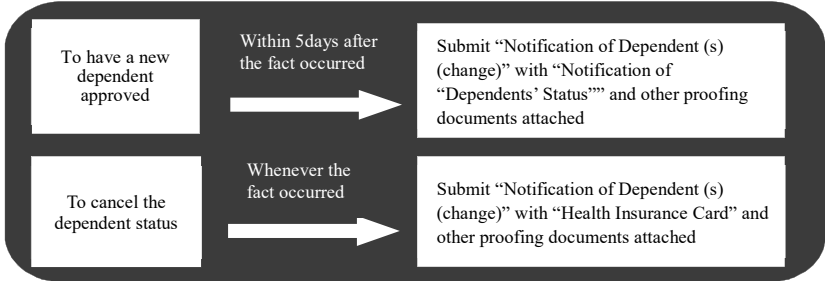 To have a new
dependent
approved
Within 5days after
the fact occurred
Submit “Notification of Dependent (s)
(change)” with “Notification of
“Dependents’ Status”” and other proofing
documents attached
To cancel the
dependent status
Whenever the
fact occurred
Submit “Notification of Dependent (s)
(change)” with “Health Insurance Card” and
other proofing documents attached